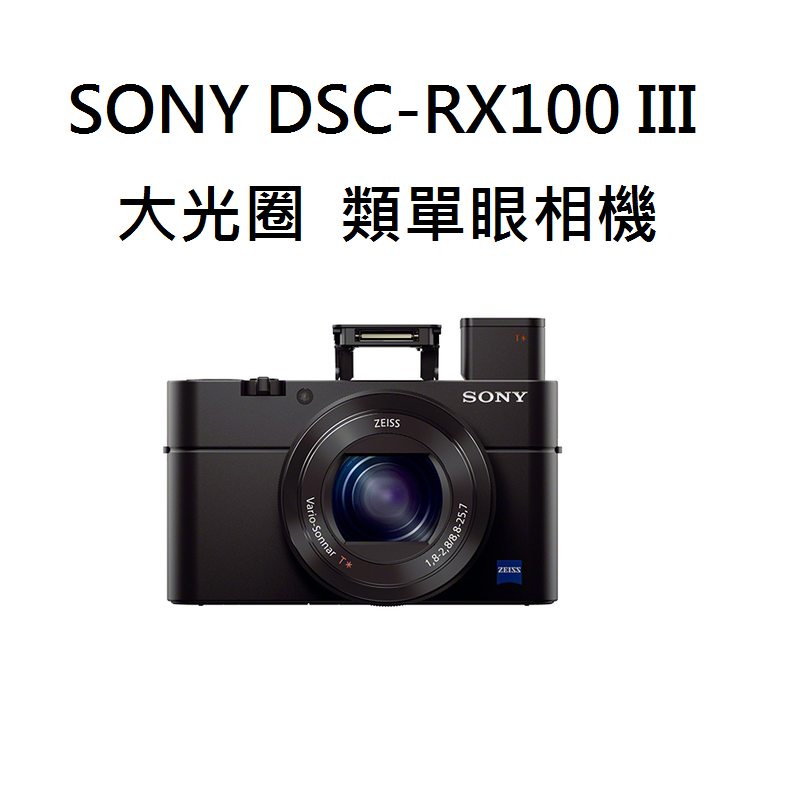 SONY DSC-RX100 III
大光圈 類單眼相機
T*
SONY
ZEISS
Vario-Sonnar T*
1,8-2,8/8,8-25,7
ZEISS